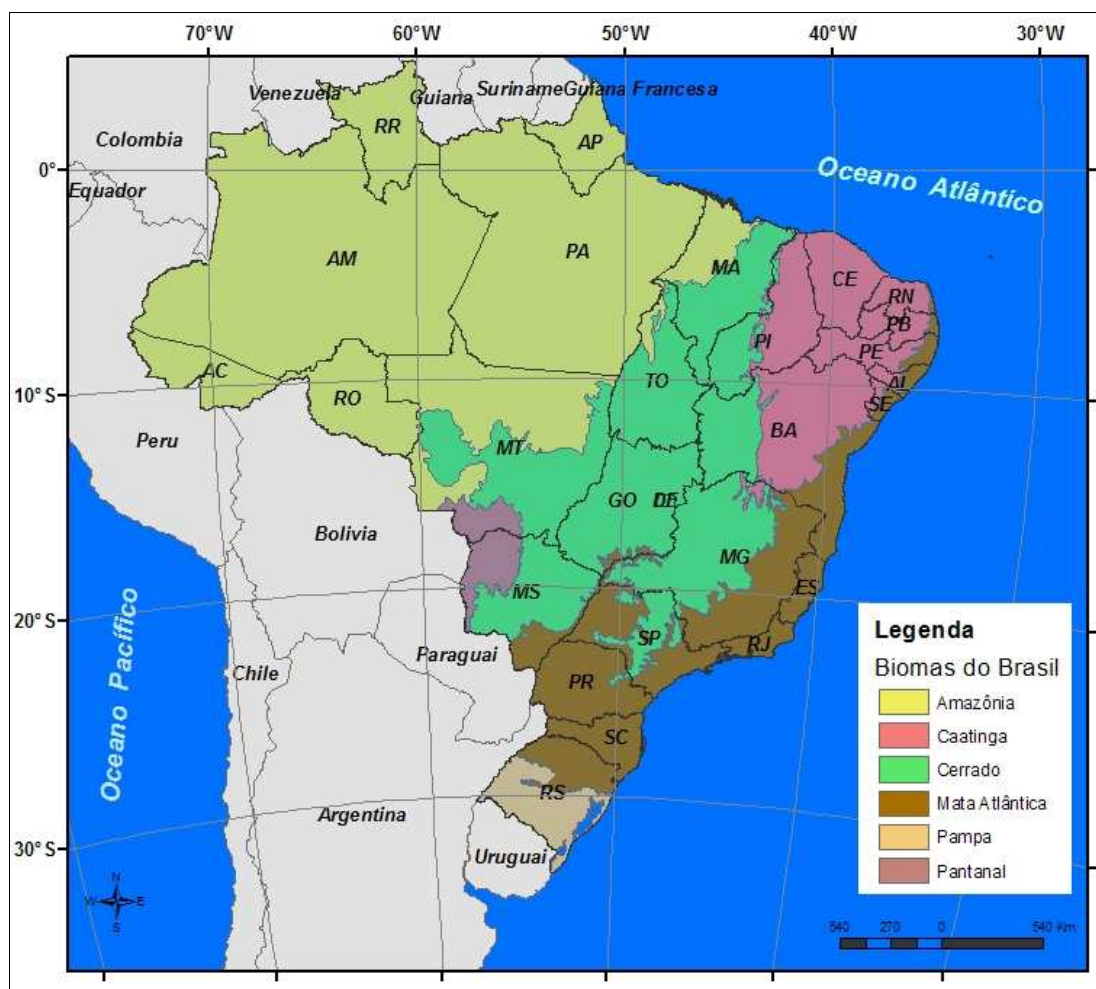 70°W 60°W 50°W 40°W 30°W
Venezuela
Guiana
Suriname
Guiana Francesa
Colombia
RR
AP
0°
Equador
Oceano Atlântico
AM
PA
MA
CE
RN
PB
PI
PE
AC
TO
AL
10°S
RO
SE
Peru
BA
MT
GO
DF
Bolivia
MG
MS
ES
20°S
SP
RJ
Paraguai
Chile
PR
Oceano Pacífico
SC
RS
Argentina
30°S
Uruguai
Legenda
Biomas do Brasil
Amazônia
Caatinga
Cerrado
Mata Atlântica
Pampa
Pantanal
N
W E
S
540 270 0 540 Km